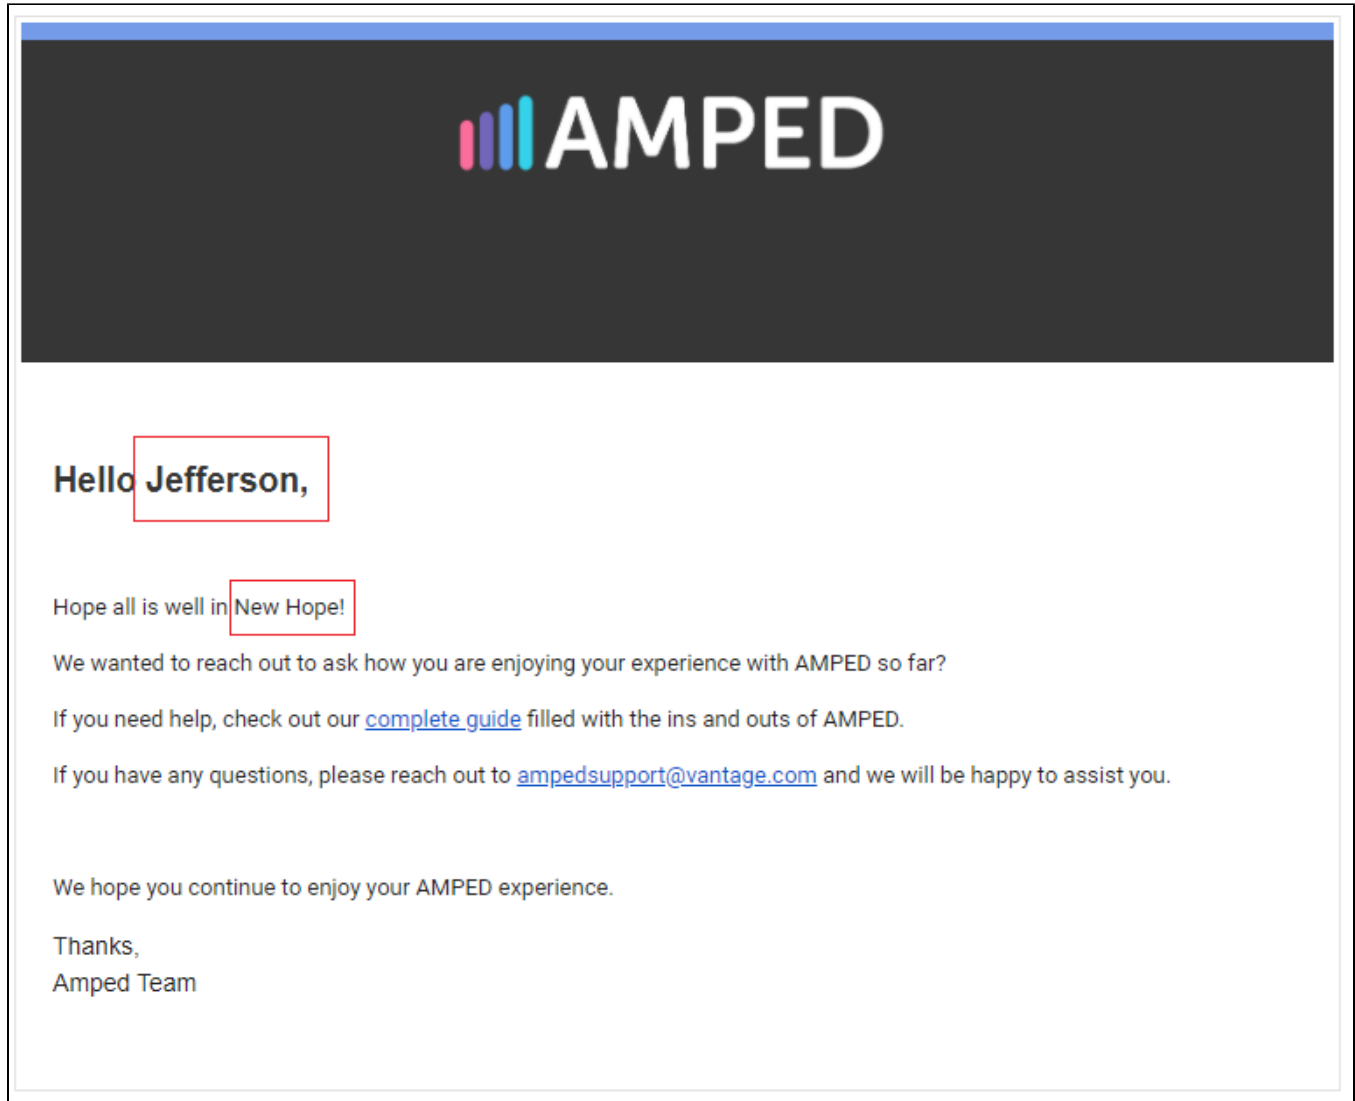 AMPED
Hello Jefferson,
Hope all is well in New Hope!
We wanted to reach out to ask how you are enjoying your experience with AMPED so far?
If you need help, check out our complete guide filled with the ins and outs of AMPED.
If you have any questions, please reach out to ampedsupport@vantage.com and we will be happy to assist you.
We hope you continue to enjoy your AMPED experience.
Thanks,
Amped Team